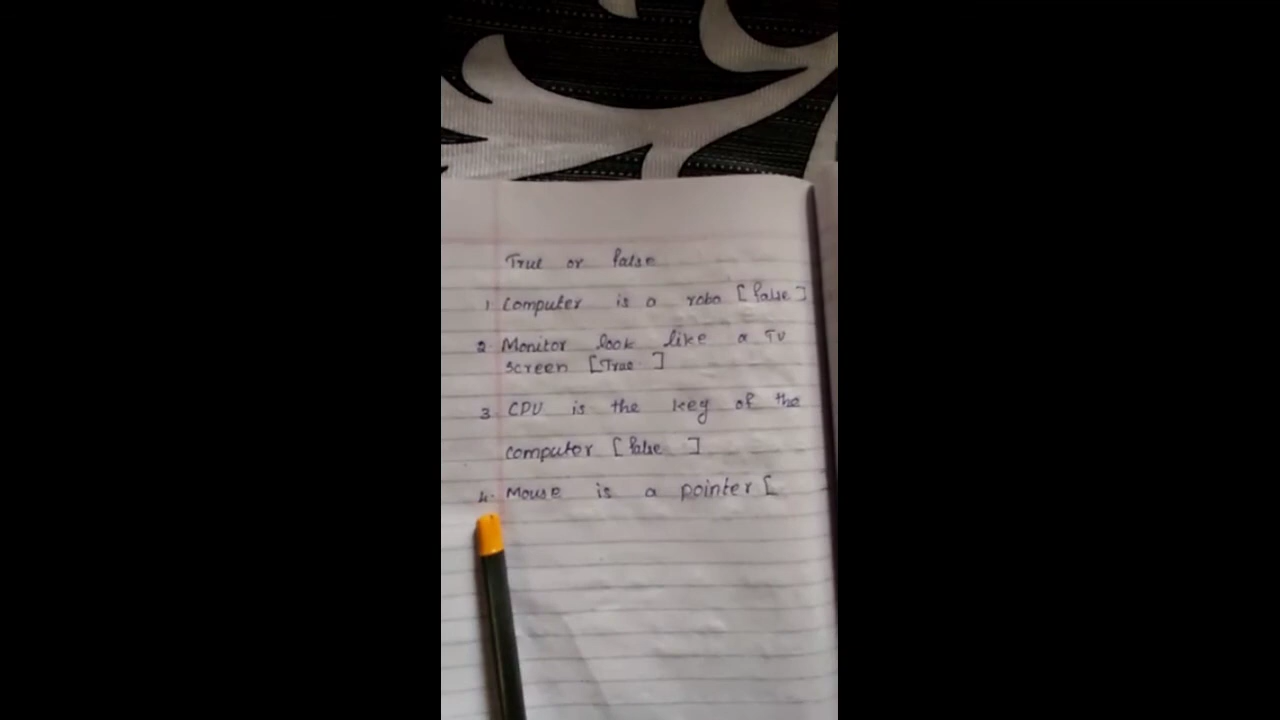 True or false
1 Computer is a robo [false]
2. Monitor look like a TV
screen [True ]
3 CPU is the key of the
computer [false ]
4. Mouse is a pointer [